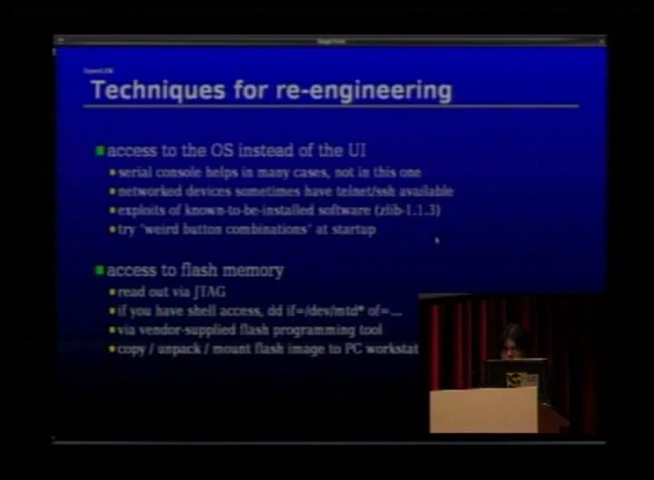 Techniques for re-engineering
access to the OS instead of the UI
serial console helps in many cases, not in this one
networked devices sometimes have telnet/ssh available
exploits of known-to-be-installed software (zlib-1.1.3)
try "weird button combinations" at startup
access to flash memory
read out via JTAG
if you have shell access, dd if=/dev/mtd* of=...
via vendor-supplied flash programming tool
copy / unpack / mount flash image to PC workstat